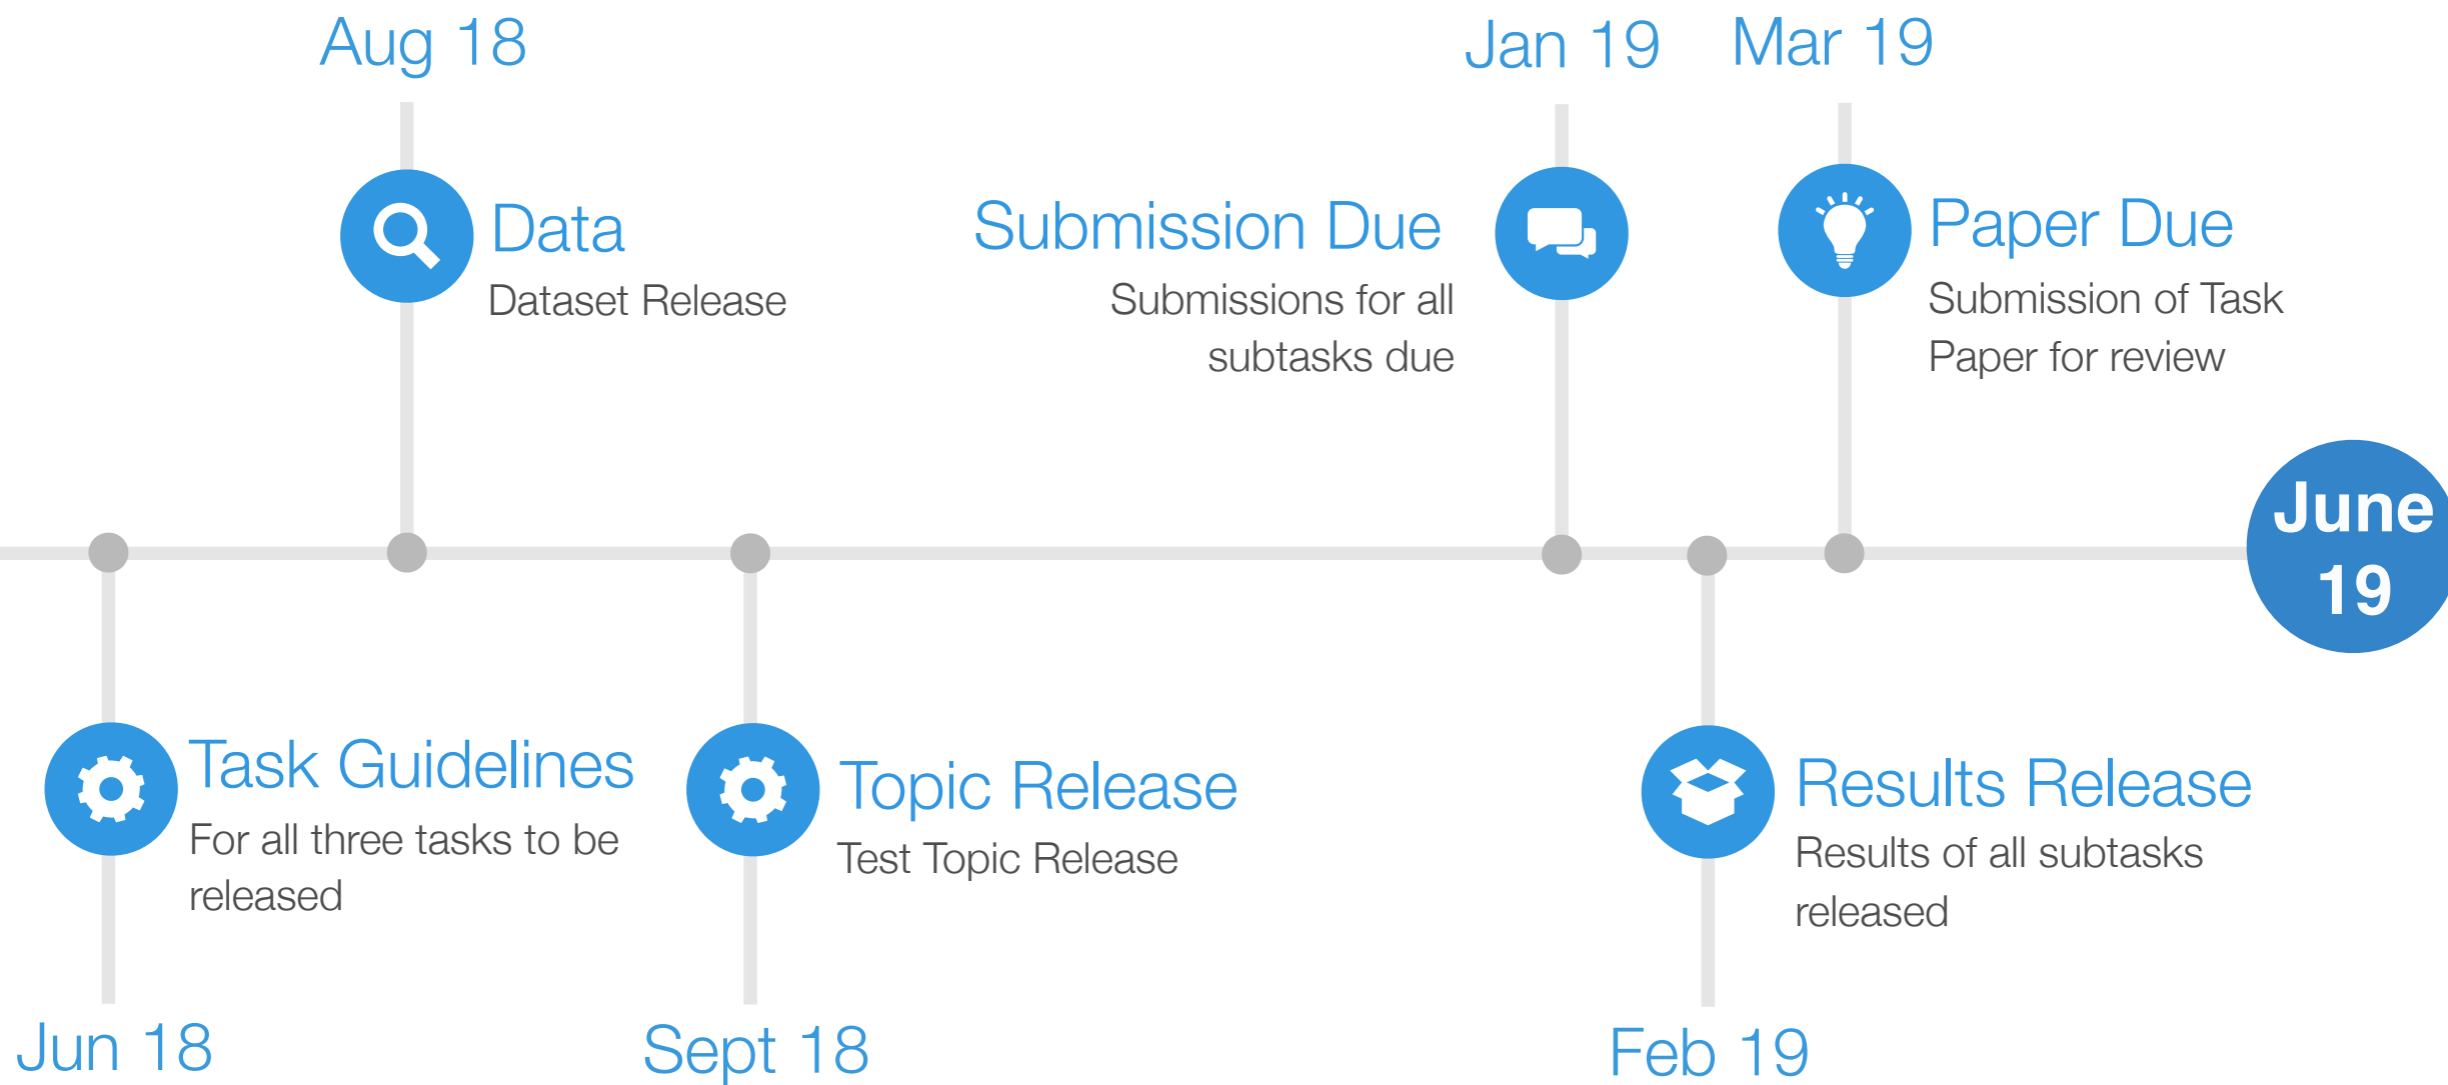 Aug 18
Jan 19
Mar 19
Data
Dataset Release
Submission Due
Submissions for all
subtasks due
Paper Due
Submission of Task
Paper for review
June
19
Task Guidelines
For all three tasks to be
released
Topic Release
Test Topic Release
Results Release
Results of all subtasks
released
Jun 18
Sept 18
Feb 19